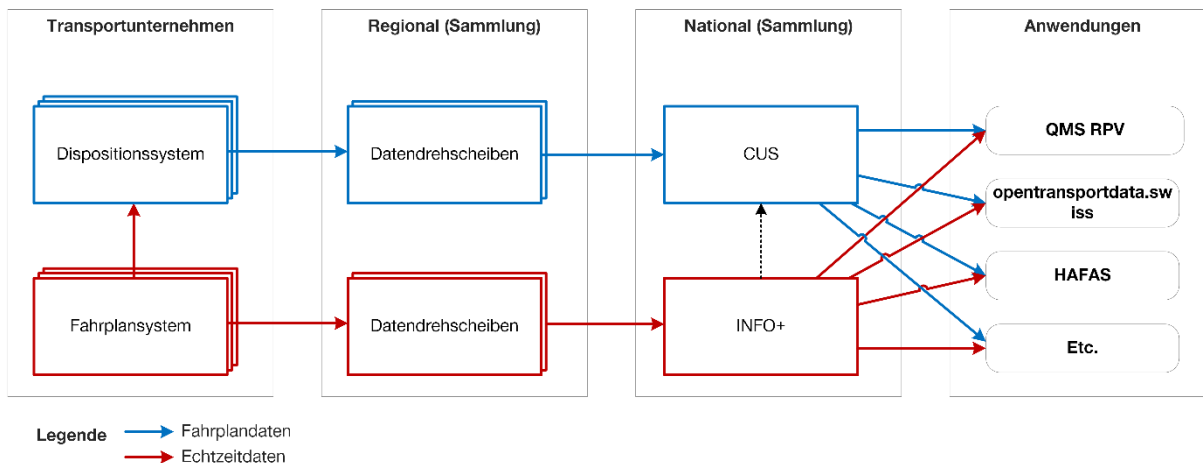 Transportunternehmen
Regional (Sammlung)
National (Sammlung)
Anwendungen
Dispositionssystem
Datendrehscheiben
CUS
QMS RPV
opentransportdata.sw
iss
HAFAS
Fahrplansystem
Datendrehscheiben
INFO+
Etc.
Legende
Fahrplandaten
Echtzeitdaten